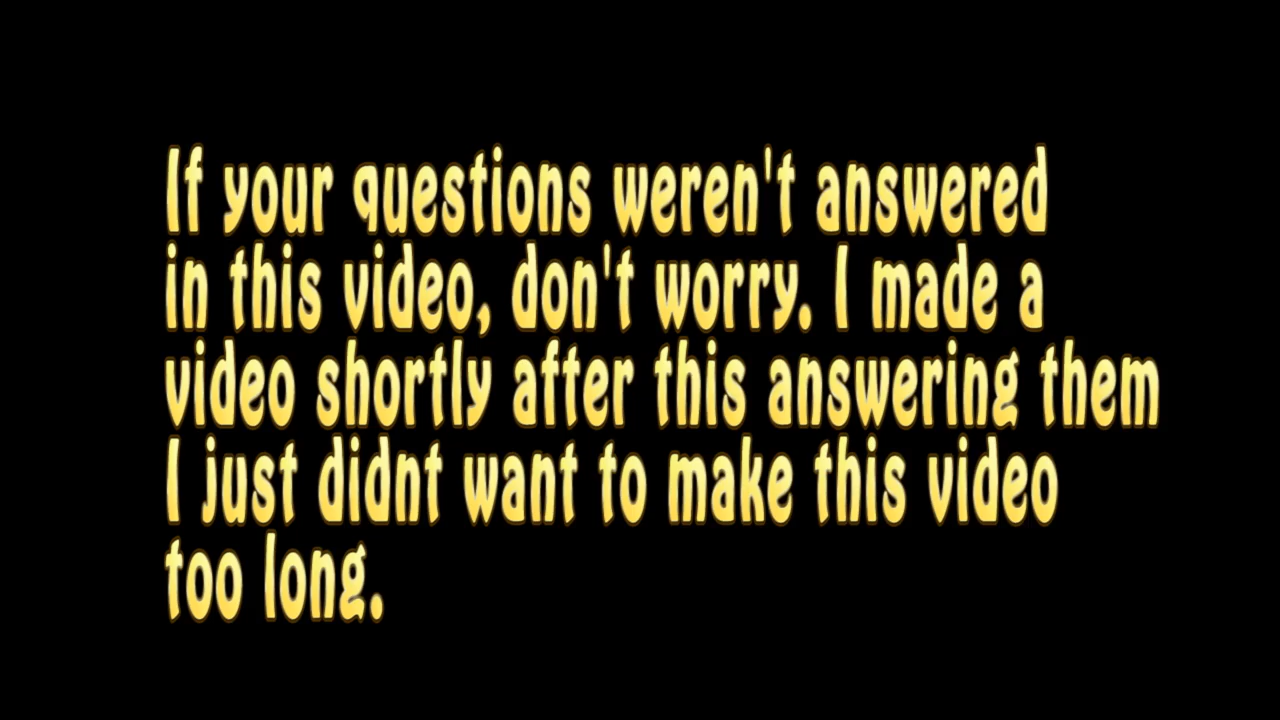 If your questions weren't answered
in this video, don't worry. I made a
video shortly after this answering them
I just didnt want to make this video
too long.